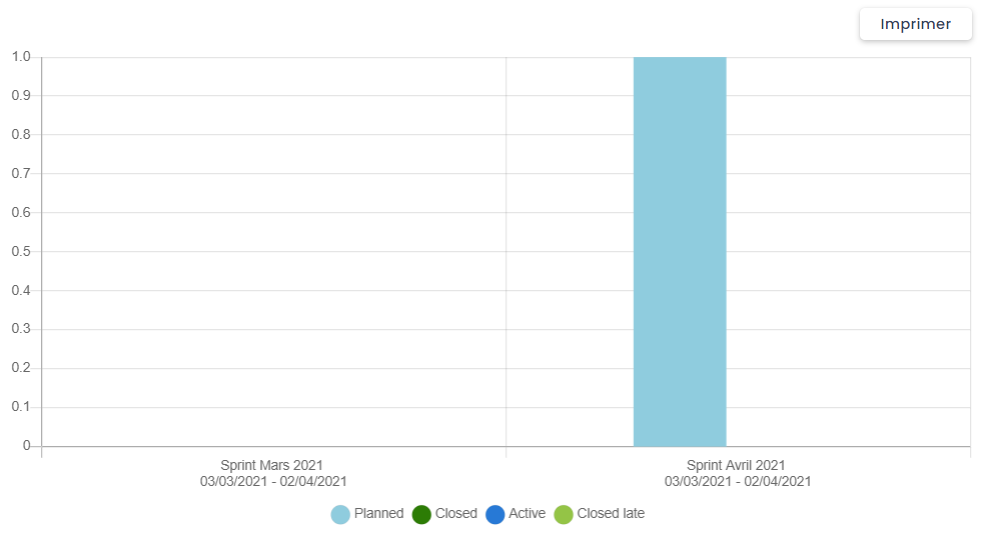 Imprimer
1.0
0.9
0.8
0.7
0.6
0.5
0.4
0.3
0.2
0.1
0
Sprint Mars 2021
03/03/2021 - 02/04/2021
Sprint Avril 2021
03/03/2021 - 02/04/2021
Planned Closed Active Closed late